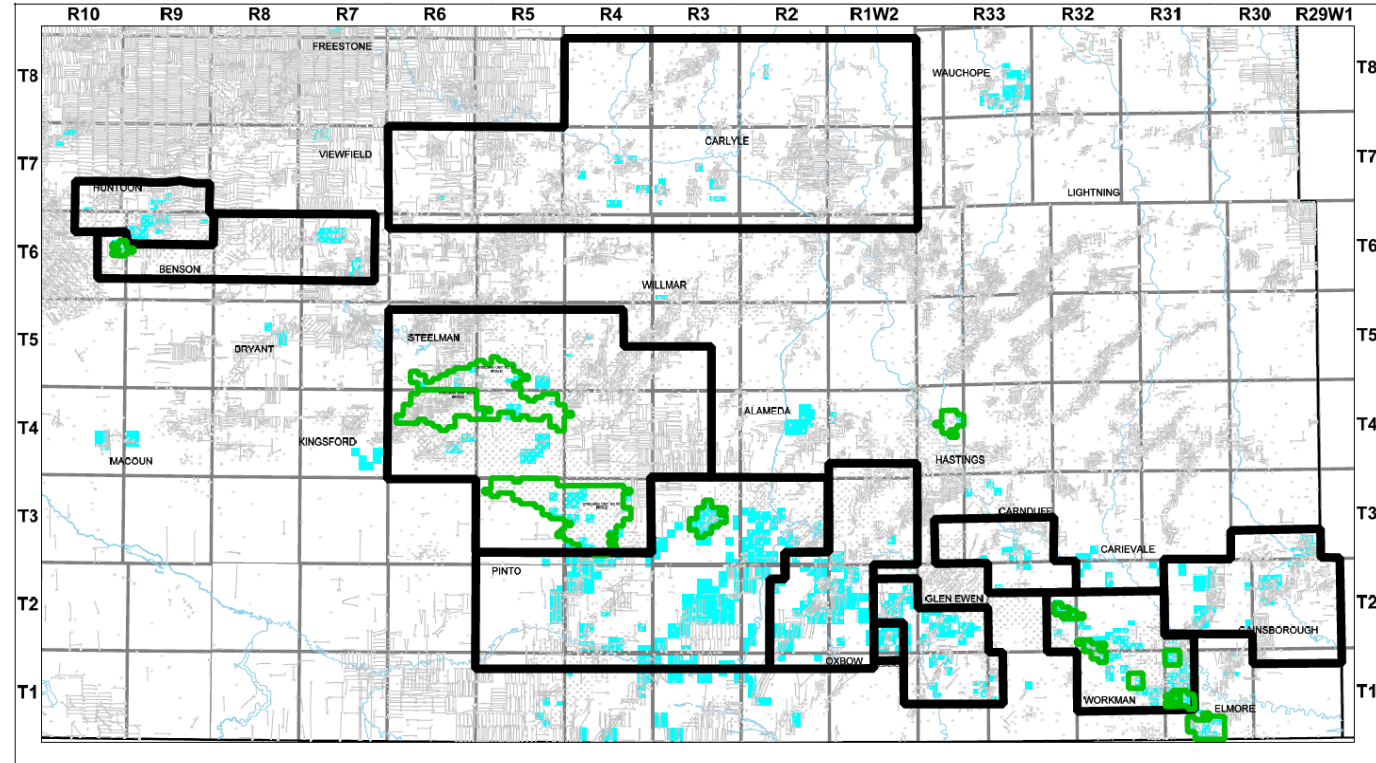 R10 R9 R8 R7 R6 R5 R4 R3 R2 R1W2 R33 R32 R31 R30 R29W1
FREESTONE
T8 T8
WAUCHOPE
CARLYLE
VIEWFIELD
T7 T7
HUNTOON
LIGHTNING
T6 T6
BENSON
WILLMAR
T5 T5
STEELMAN
BRYANT
ALAMEDA
T4 T4
KINGSFORD
MACOUN
HASTINGS
T3 T3
CARNDUFF
CARIEVALE
PINTO
T2 T2
GLEN EWEN
GAINSBOROUGH
OXBOW
T1 T1
WORKMAN
ELMORE